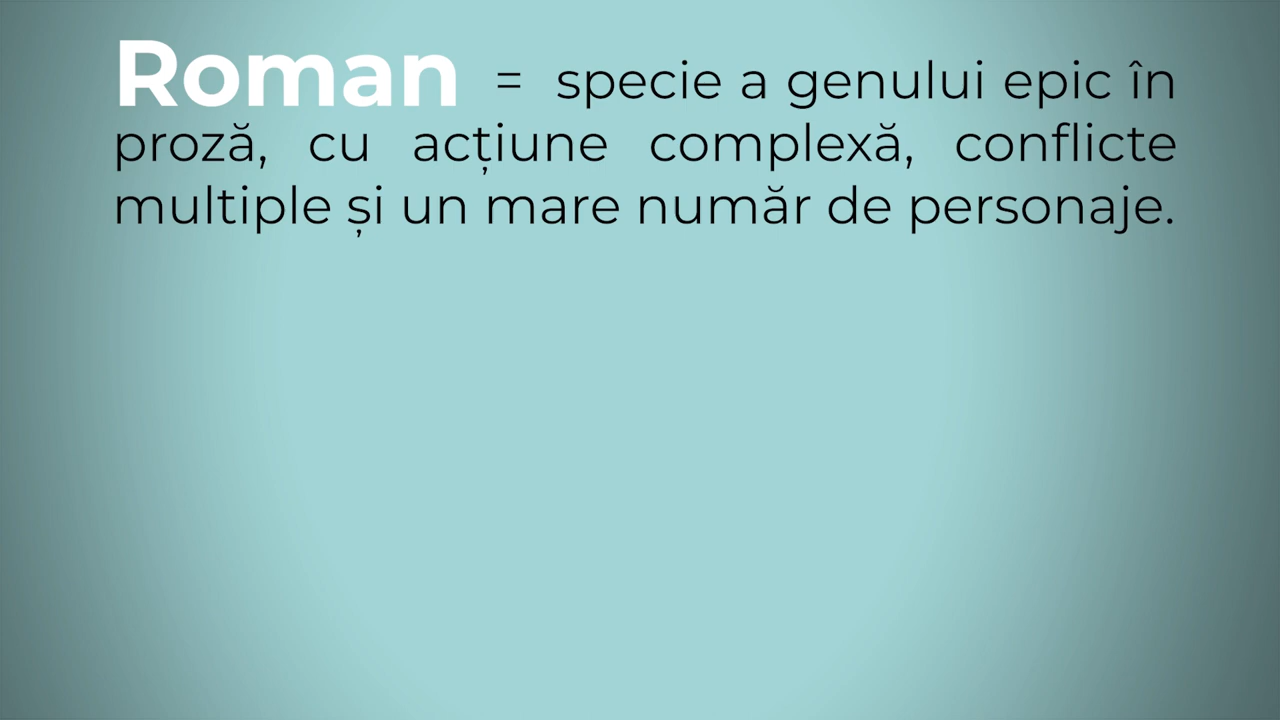 Roman = specie a genului epic în
proză, cu acțiune complexă, conflicte
multiple și un mare număr de personaje.